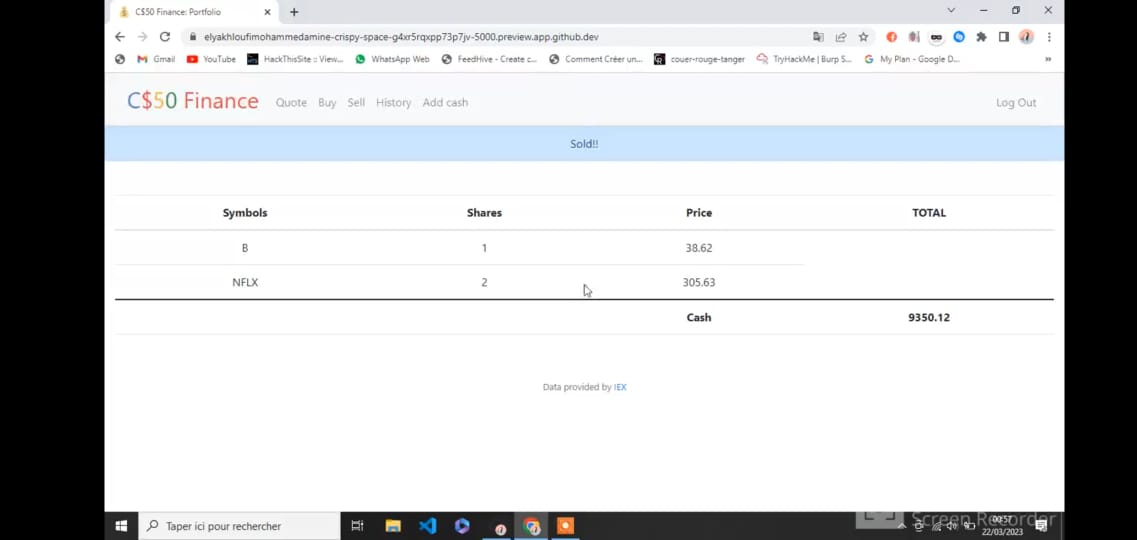 C$50 Finance: Portfolio
elyakhloufimohammedamine-crispy-space-g4xr5rqxpp73p7jv-5000.preview.app.github.dev
Gmail YouTube HackThisSite :: View... WhatsApp Web FeedHive - Create c... Comment Créer un... couer-rouge-tanger TryHackMe | Burp S... My Plan - Google D...
C$50 Finance Quote Buy Sell History Add cash Log Out
Sold!!
Symbols Shares Price TOTAL
B 1 38.62
NFLX 2 305.63
Cash 9350.12
Data provided by IEX
Taper ici pour rechercher
Screen Recorder
00:57
22/03/2023